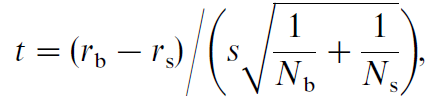 t = (r_b − r_s) / (s √(1/N_b + 1/N_s)),